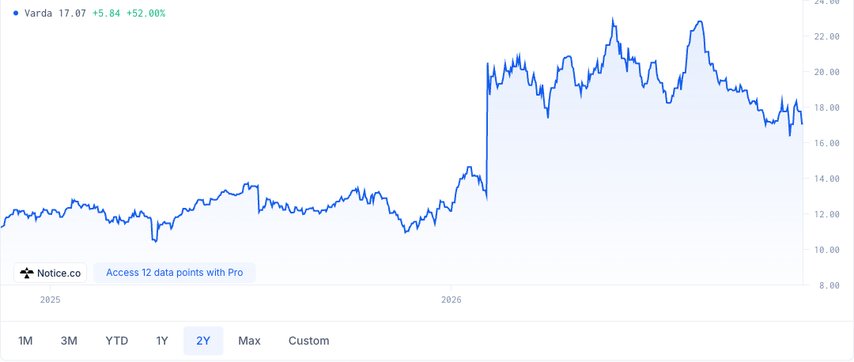 24.00
Varda 17.07 +5.84 +52.00%
22.00
20.00
18.00
16.00
14.00
12.00
10.00
Notice.co
Access 12 data points with Pro
8.00
2025 2026
1M 3M YTD 1Y 2Y Max Custom